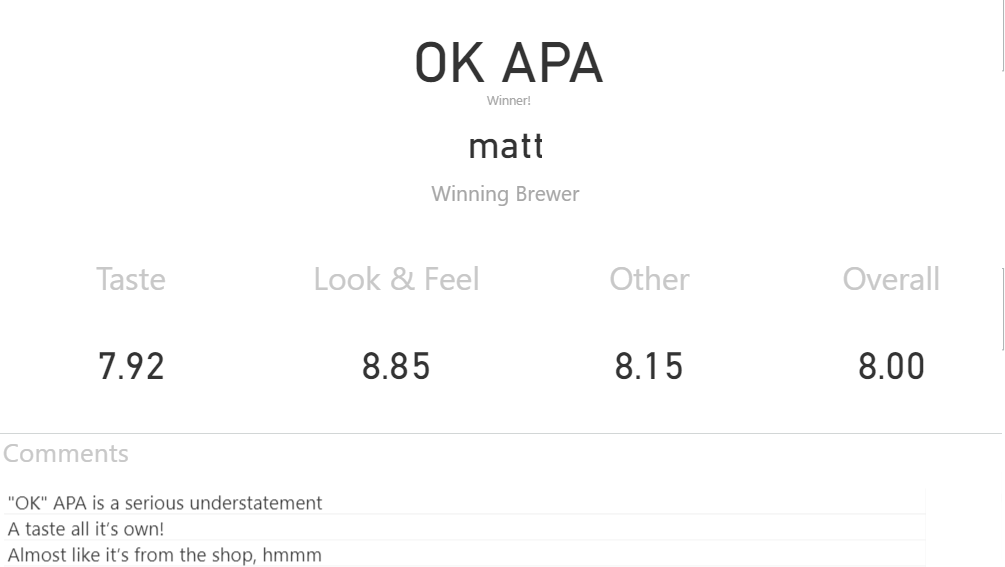 OK APA
Winner!
matt
Winning Brewer
Taste Look & Feel Other Overall
7.92 8.85 8.15 8.00
Comments
"OK" APA is a serious understatement
A taste all it's own!
Almost like it's from the shop, hmmm